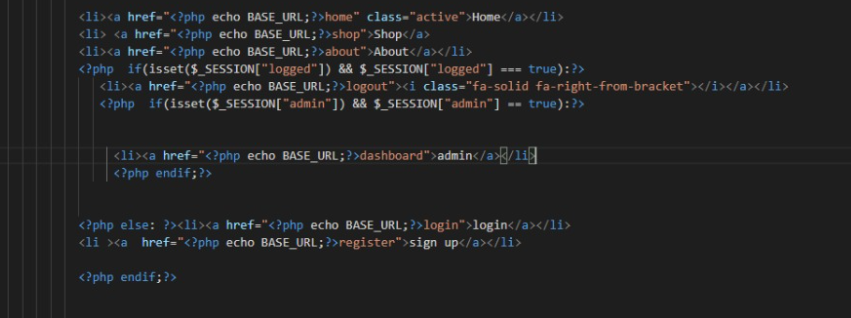 <li><a href="<?php echo BASE_URL;?>home" class="active">Home</a></li>
<li> <a href="<?php echo BASE_URL;?>shop">Shop</a>
<li><a href="<?php echo BASE_URL;?>about">About</a></li>
<?php  if(isset($_SESSION["logged"]) && $_SESSION["logged"] === true):?>
<li><a href="<?php echo BASE_URL;?>logout"><i class="fa-solid fa-right-from-bracket"></i></a></li>
<?php  if(isset($_SESSION["admin"]) && $_SESSION["admin"] == true):?>
<li><a href="<?php echo BASE_URL;?>dashboard">admin</a></li>
<?php endif;?>
<?php else: ?><li><a href="<?php echo BASE_URL;?>login">login</a></li>
<li ><a  href="<?php echo BASE_URL;?>register">sign up</a></li>
<?php endif;?>